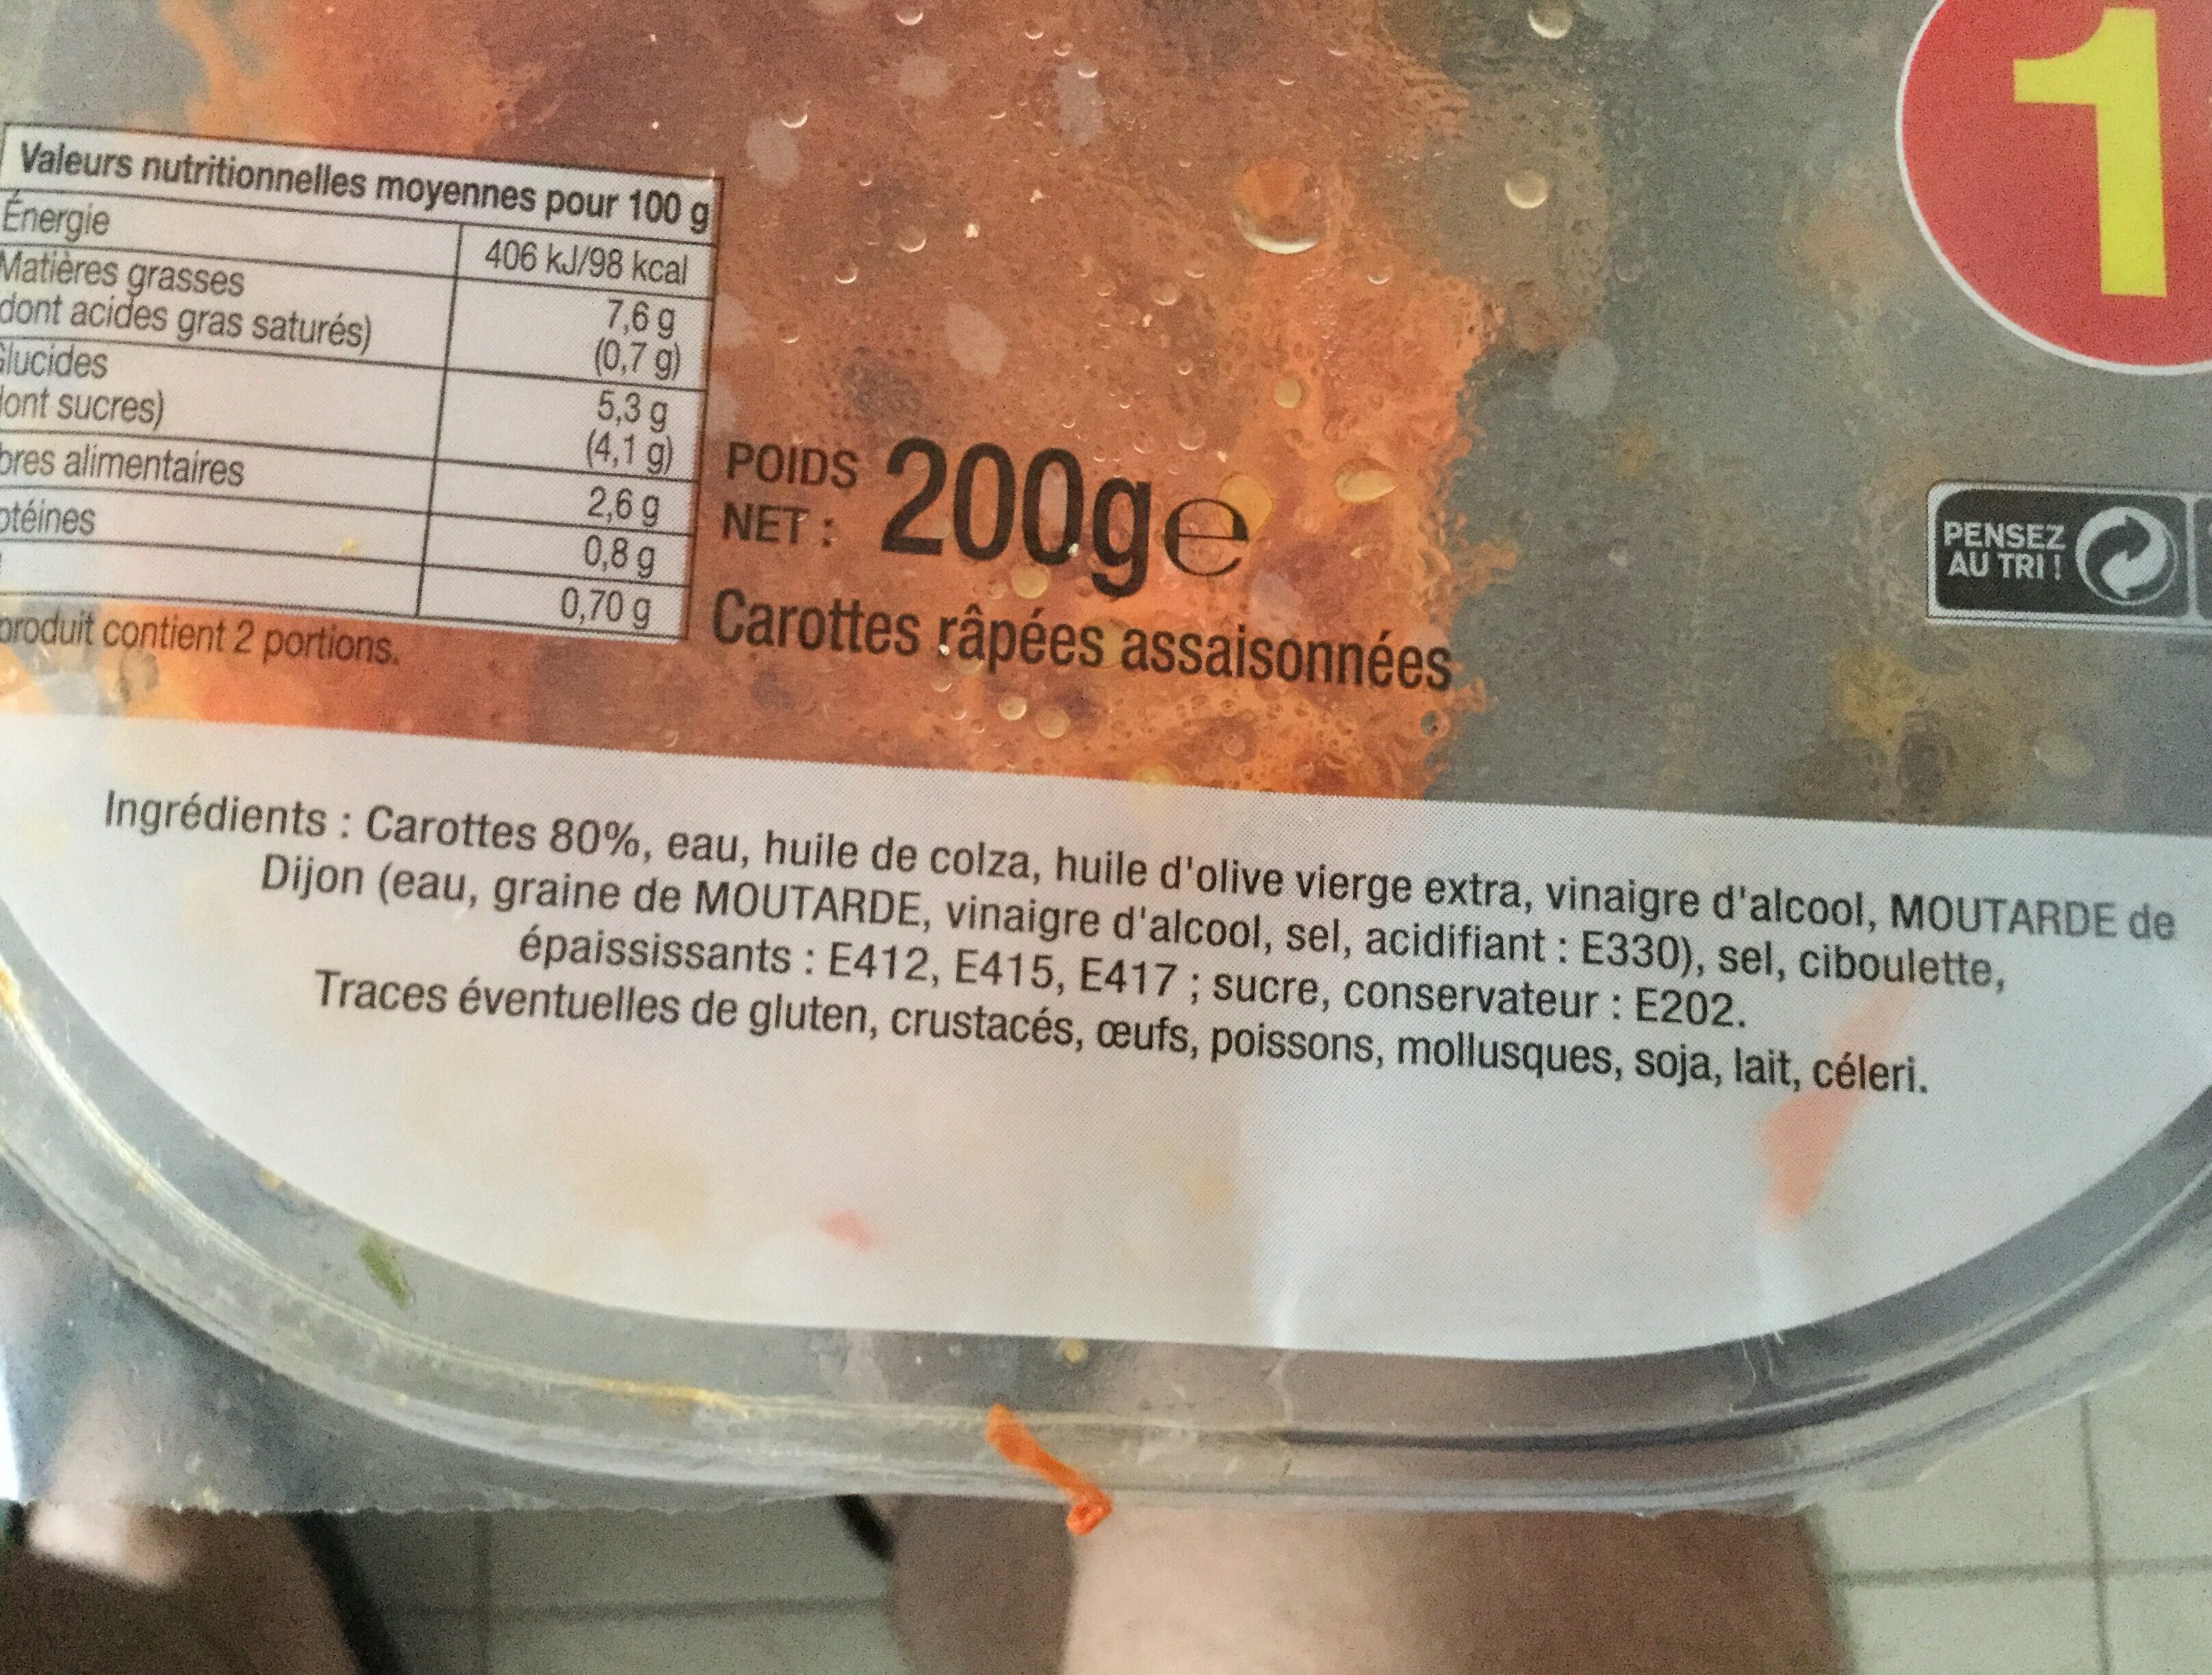 Valeurs nutritionnelles moyennes pour 100 g
Énergie 406 kJ/98 kcal
Matières grasses 7,6 g
dont acides gras saturés) (0,7 g)
Glucides 5,3 g
dont sucres) (4,1 g)
bres alimentaires 2,6 g
otéines 0,8 g
0,70 g
produit contient 2 portions.
POIDS NET : 200g e
Carottes râpées assaisonnées
1
PENSEZ
AU TRI !
Ingrédients : Carottes 80%, eau, huile de colza, huile d'olive vierge extra, vinaigre d'alcool, MOUTARDE de
Dijon (eau, graine de MOUTARDE, vinaigre d'alcool, sel, acidifiant : E330), sel, ciboulette,
épaississants : E412, E415, E417 ; sucre, conservateur : E202.
Traces éventuelles de gluten, crustacés, œufs, poissons, mollusques, soja, lait, céleri.